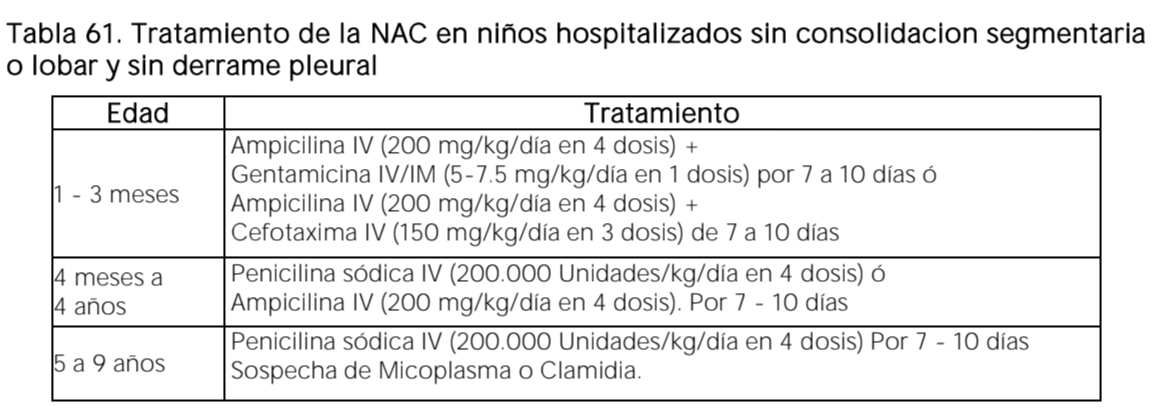 Tabla 61. Tratamiento de la NAC en niños hospitalizados sin consolidacion segmentaria
o lobar y sin derrame pleural
Edad
Tratamiento
1 - 3 meses
Ampicilina IV (200 mg/kg/día en 4 dosis) +
Gentamicina IV/IM (5-7.5 mg/kg/día en 1 dosis) por 7 a 10 días ó
Ampicilina IV (200 mg/kg/día en 4 dosis) +
Cefotaxima IV (150 mg/kg/día en 3 dosis) de 7 a 10 días
4 meses a
4 años
Penicilina sódica IV (200.000 Unidades/kg/día en 4 dosis) ó
Ampicilina IV (200 mg/kg/día en 4 dosis). Por 7 - 10 días
5 a 9 años
Penicilina sódica IV (200.000 Unidades/kg/día en 4 dosis) Por 7 - 10 días
Sospecha de Micoplasma o Clamidia.